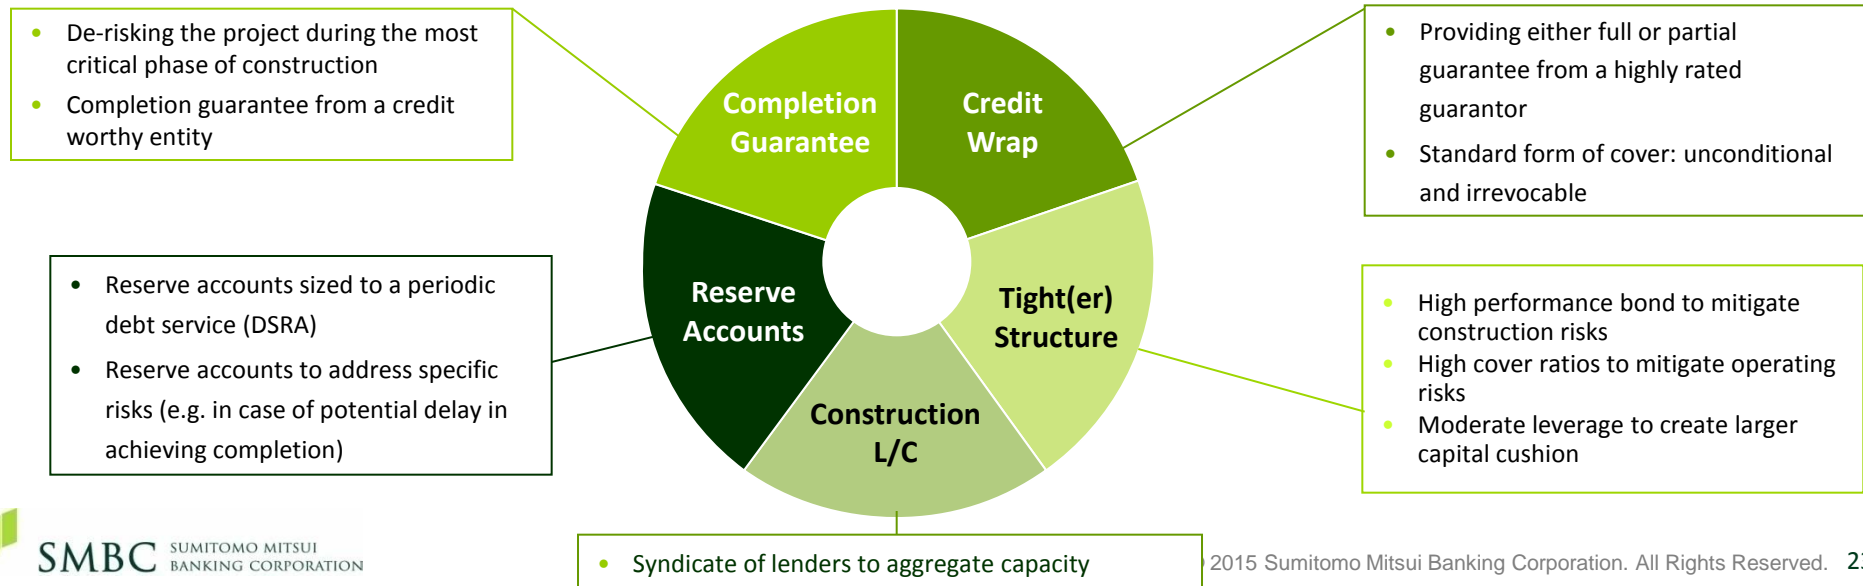 • De-risking the project during the most
critical phase of construction
• Completion guarantee from a credit
worthy entity
Completion
Guarantee
Credit
Wrap
• Providing either full or partial
guarantee from a highly rated
guarantor
• Standard form of cover: unconditional
and irrevocable
• Reserve accounts sized to a periodic
debt service (DSRA)
• Reserve accounts to address specific
risks (e.g. in case of potential delay in
achieving completion)
Reserve
Accounts
Tight(er)
Structure
• High performance bond to mitigate
construction risks
• High cover ratios to mitigate operating
risks
• Moderate leverage to create larger
capital cushion
Construction
L/C
• Syndicate of lenders to aggregate capacity
SMBC SUMITOMO MITSUI
BANKING CORPORATION
2015 Sumitomo Mitsui Banking Corporation. All Rights Reserved.